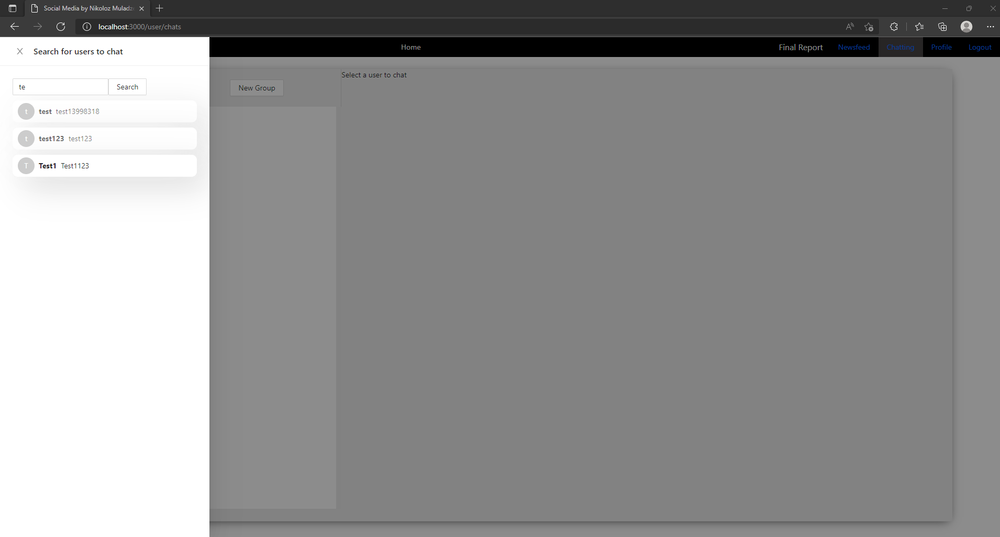 Social Media by Nikoloz Muladze
localhost:3000/user/chats
Search for users to chat
Home
Final Report
Newsfeed
Chatting
Profile
Logout
te
Search
New Group
Select a user to chat
t
test test13998318
t
test123 test123
T
Test1 Test1123